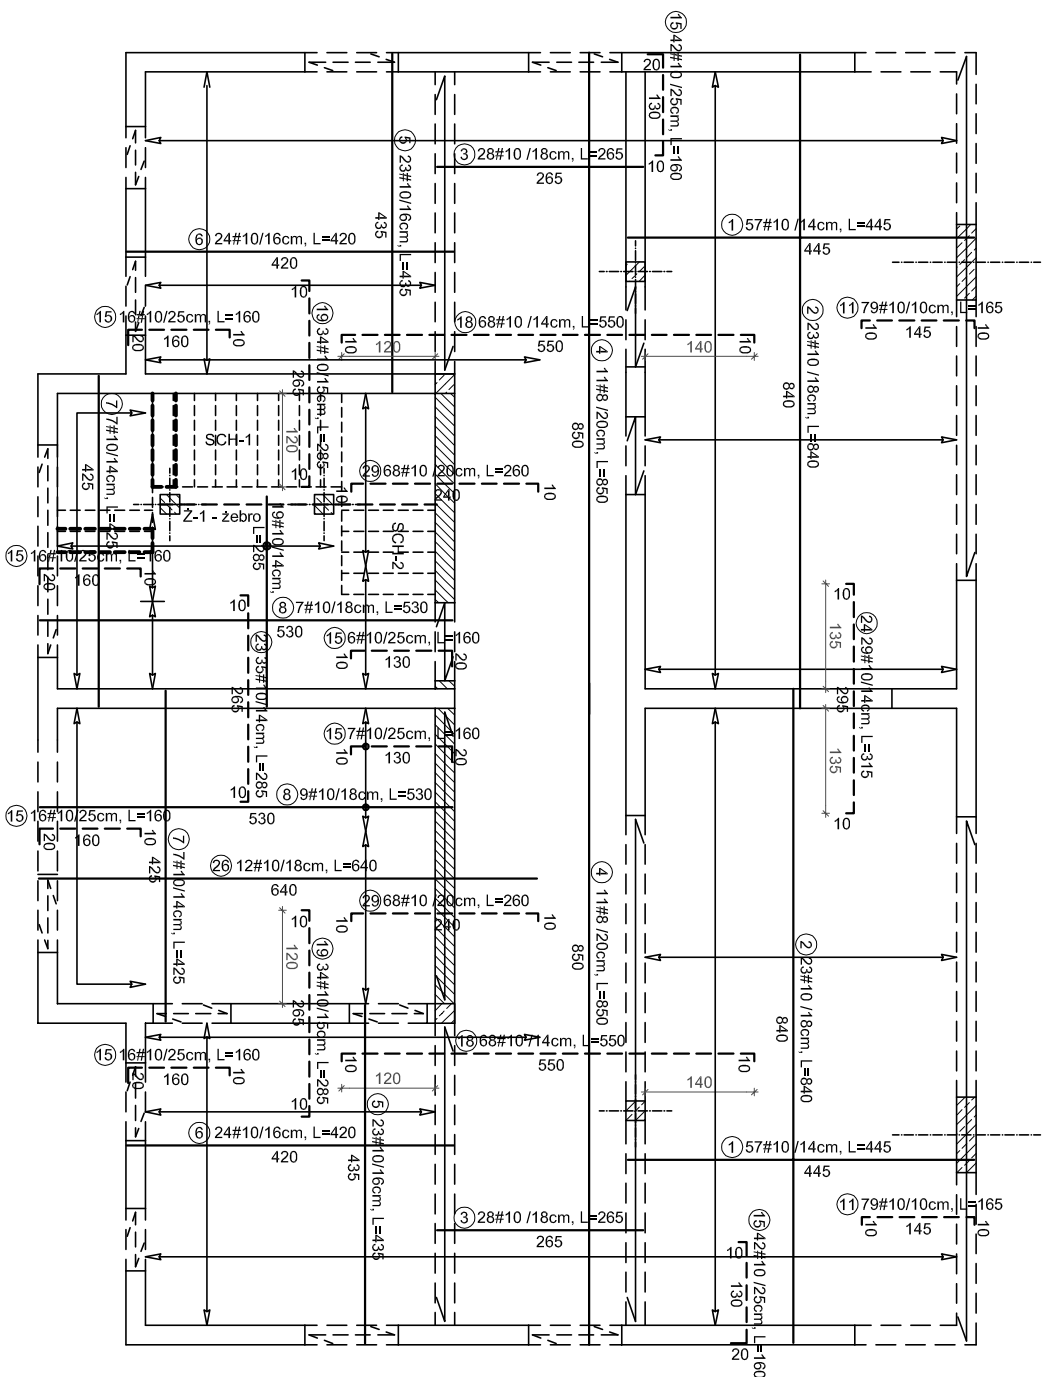 15 42#10 /25cm, L=160
20
130
10
3 28#10 /18cm, L=265
265
5 23#10/16cm, L=435
435
1 57#10 /14cm, L=445
445
6 24#10/16cm, L=420
420
10
15 16#10/25cm, L=160
160
20
10
19 34#10/15cm, L=285
265
10
18 68#10 /14cm, L=550
550
10
10
120
140
11 79#10/10cm, L=165
145
10
10
2 23#10 /18cm, L=840
840
4 11#8 /20cm, L=850
850
7 7#10/14cm, L=425
425
SCH-1
120
29 68#10 /20cm, L=260
240
10
10
Ż-1 - żebro
19#10/14cm,
L=285
SCH-2
15 16#10/25cm, L=160
160
20
10
8 7#10/18cm, L=530
530
10
23 35#10/14cm, L=285
265
10
15 6#10/25cm, L=160
130
10
20
24 29#10/14cm, L=315
295
10
135
135
10
15 7#10/25cm, L=160
130
10
20
8 9#10/18cm, L=530
530
15 16#10/25cm, L=160
160
20
10
7 7#10/14cm, L=425
425
26 12#10/18cm, L=640
640
4 11#8 /20cm, L=850
850
29 68#10 /20cm, L=260
240
10
10
10
120
19 34#10/15cm, L=285
265
10
2 23#10 /18cm, L=840
840
18 68#10 /14cm, L=550
550
10
10
120
140
15 16#10/25cm, L=160
160
20
10
5 23#10/16cm, L=435
435
6 24#10/16cm, L=420
420
1 57#10 /14cm, L=445
445
11 79#10/10cm, L=165
145
10
10
3 28#10 /18cm, L=265
265
15 42#10 /25cm, L=160
10
130
20